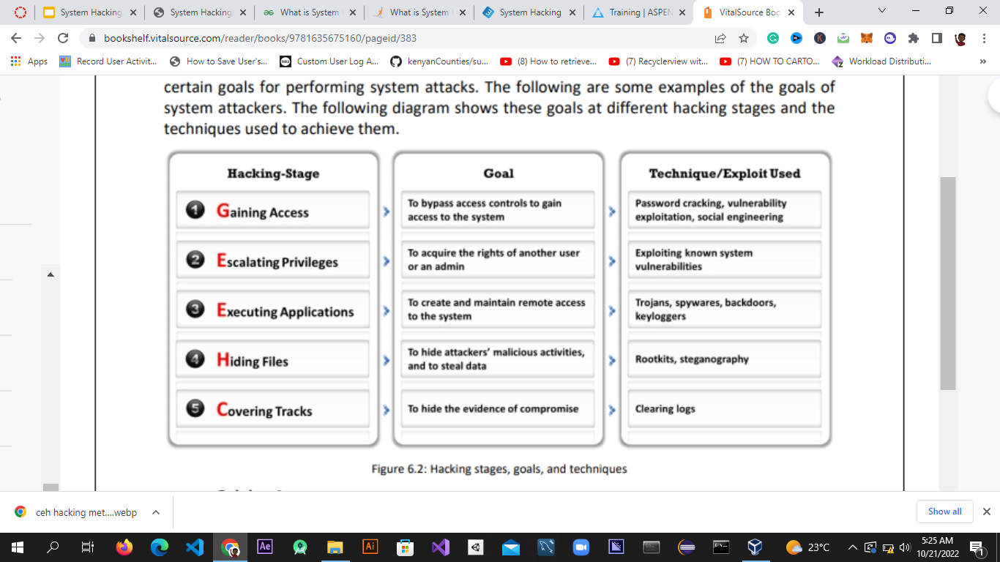 System Hacking
System Hacking
What is System
What is System
System Hacking
Training | ASPEN
VitalSource Boo
bookshelf.vitalsource.com/reader/books/9781635675160/pageid/383
Apps
Record User Activit...
How to Save User's...
Custom User Log A...
kenyanCounties/su...
(8) How to retrieve...
(7) Recyclerview wit...
(7) HOW TO CARTO...
Workload Distributi...
certain goals for performing system attacks. The following are some examples of the goals of
system attackers. The following diagram shows these goals at different hacking stages and the
techniques used to achieve them.
Hacking-Stage
Goal
Technique/Exploit Used
1 Gaining Access
To bypass access controls to gain
access to the system
Password cracking, vulnerability
exploitation, social engineering
2 Escalating Privileges
To acquire the rights of another user
or an admin
Exploiting known system
vulnerabilities
3 Executing Applications
To create and maintain remote access
to the system
Trojans, spywares, backdoors,
keyloggers
4 Hiding Files
To hide attackers' malicious activities,
and to steal data
Rootkits, steganography
5 Covering Tracks
To hide the evidence of compromise
Clearing logs
Figure 6.2: Hacking stages, goals, and techniques
ceh hacking met....webp
Show all
Ae
Ai
23°C
5:25 AM
10/21/2022
1